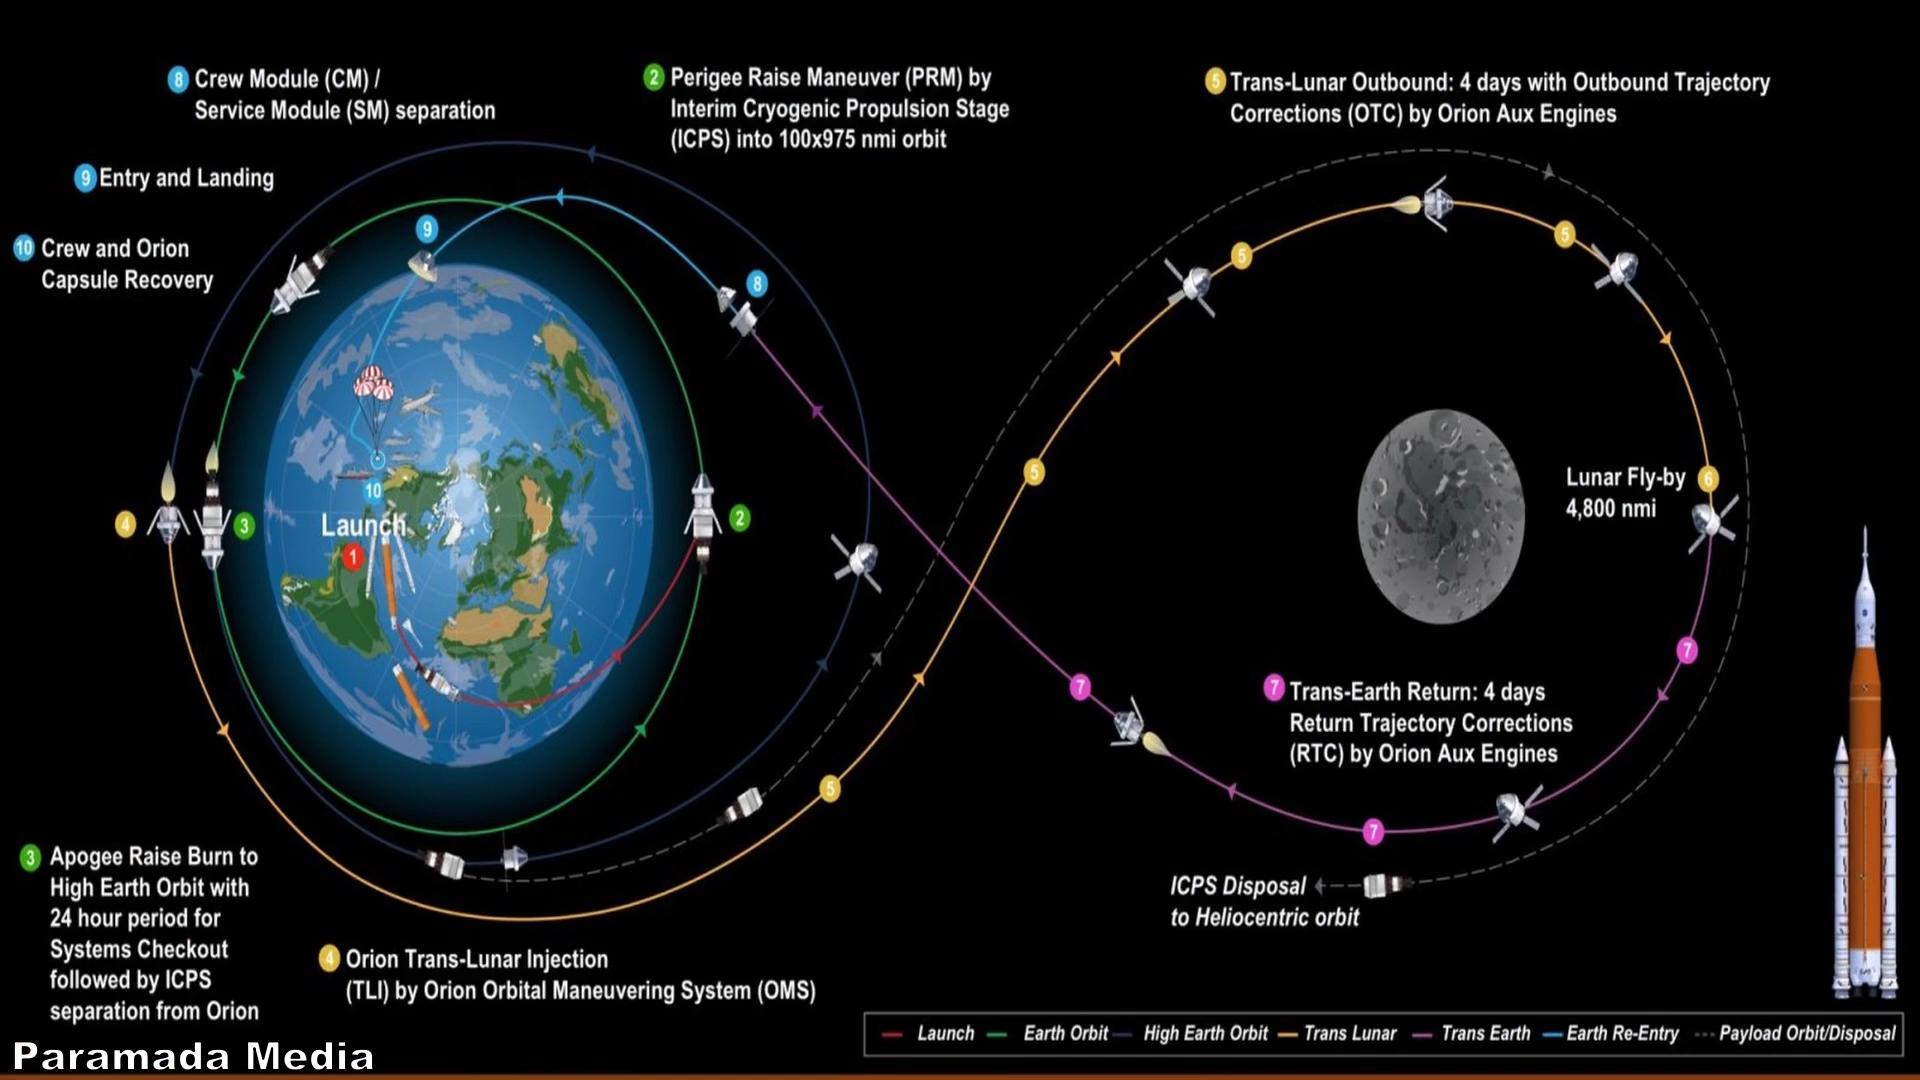 8 Crew Module (CM) /
Service Module (SM) separation
2 Perigee Raise Maneuver (PRM) by
Interim Cryogenic Propulsion Stage
(ICPS) into 100x975 nmi orbit
5 Trans-Lunar Outbound: 4 days with Outbound Trajectory
Corrections (OTC) by Orion Aux Engines
9 Entry and Landing
10 Crew and Orion
Capsule Recovery
9
8
5
5
5
10
Launch
1
4
3
2
Lunar Fly-by
4,800 nmi
6
7
7
7 Trans-Earth Return: 4 days
Return Trajectory Corrections
(RTC) by Orion Aux Engines
5
7
3 Apogee Raise Burn to
High Earth Orbit with
24 hour period for
Systems Checkout
followed by ICPS
separation from Orion
ICPS Disposal
to Heliocentric orbit
4 Orion Trans-Lunar Injection
(TLI) by Orion Orbital Maneuvering System (OMS)
Launch Earth Orbit High Earth Orbit Trans Lunar Trans Earth Earth Re-Entry Payload Orbit/Disposal
Paramada Media